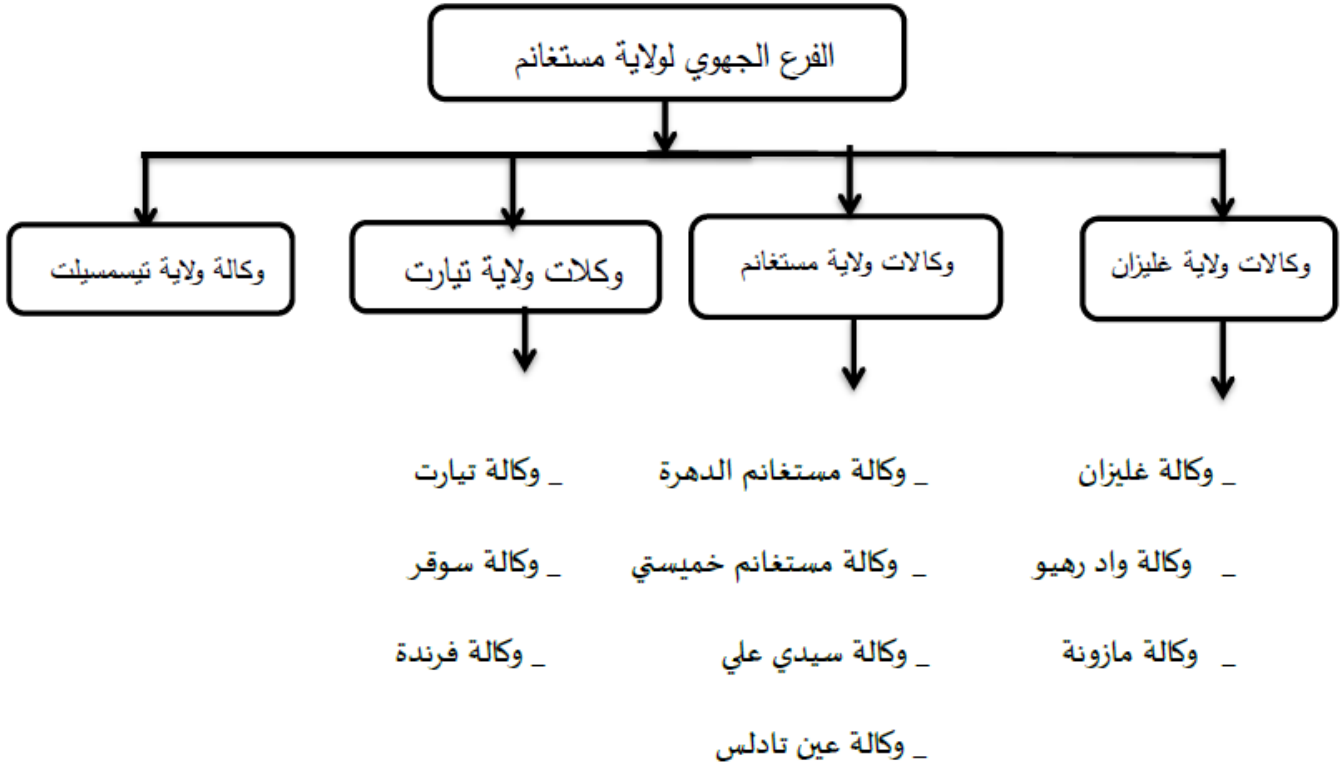 الفرع الجهوي لولاية مستغانم
وكالات ولاية غليزان
وكالات ولاية مستغانم
وكلات ولاية تيارت
وكالة ولاية تيسمسيلت
_ وكالة غليزان
_ وكالة واد رهيو
_ وكالة مازونة
_ وكالة مستغانم الدهرة
_ وكالة مستغانم خميستي
_ وكالة سيدي علي
_ وكالة عين تادلس
_ وكالة تيارت
_ وكالة سوقر
_ وكالة فرندة